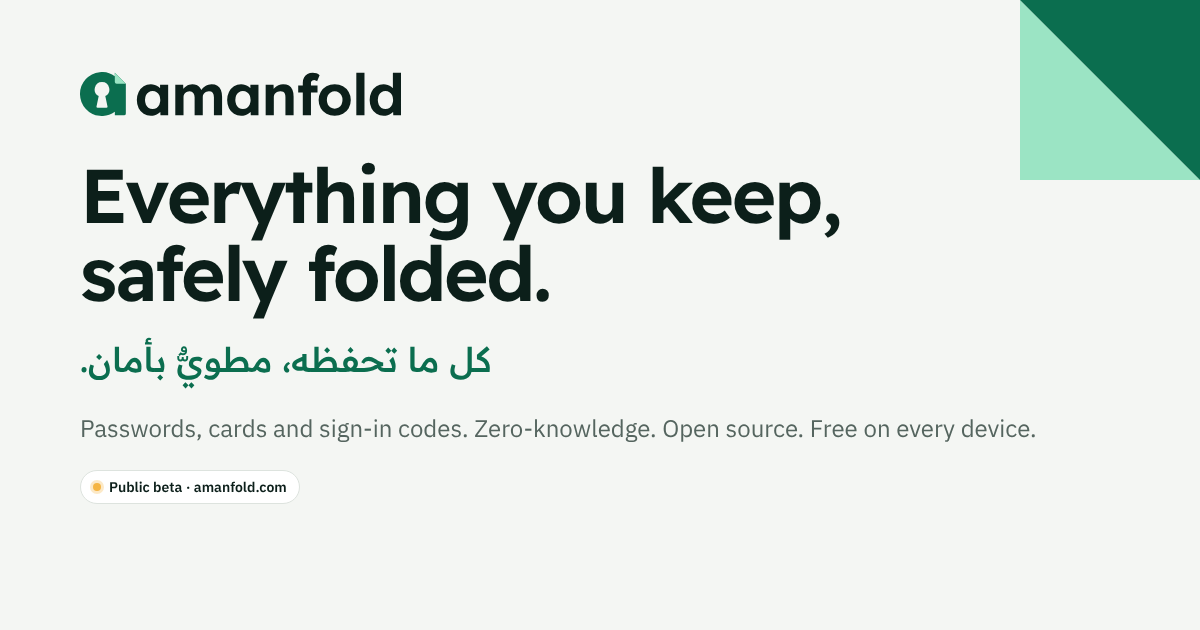 amanfold
Everything you keep,
safely folded.
كل ما تحفظه، مطويٌّ بأمان.
Passwords, cards and sign-in codes. Zero-knowledge. Open source. Free on every device.
Public beta · amanfold.com